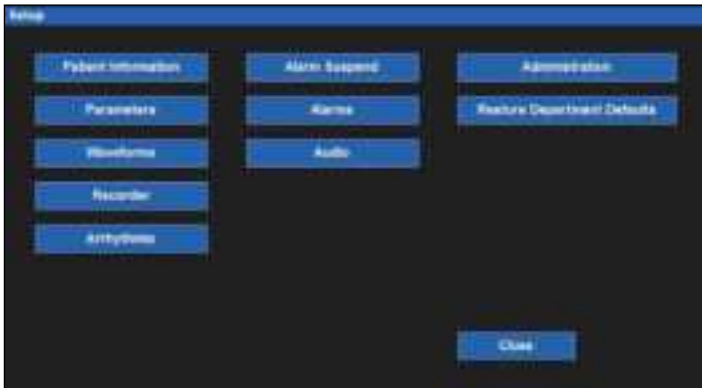 Setup
Patient Information
Parameters
Waveforms
Recorder
Arrhythmia
Alarm Suspend
Alarms
Audio
Administration
Restore Department Defaults
Close